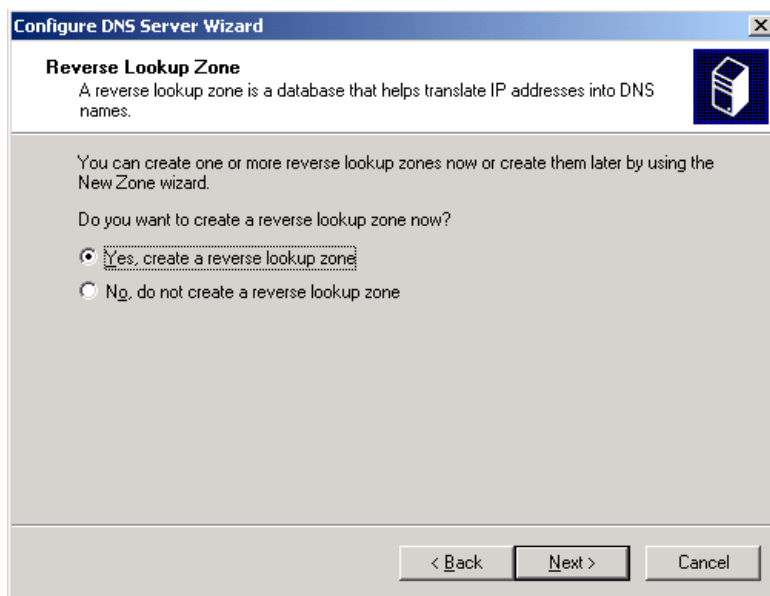 Configure DNS Server Wizard
Reverse Lookup Zone
A reverse lookup zone is a database that helps translate IP addresses into DNS
names.
You can create one or more reverse lookup zones now or create them later by using the
New Zone wizard.
Do you want to create a reverse lookup zone now?
Yes, create a reverse lookup zone
No, do not create a reverse lookup zone
< Back
Next >
Cancel